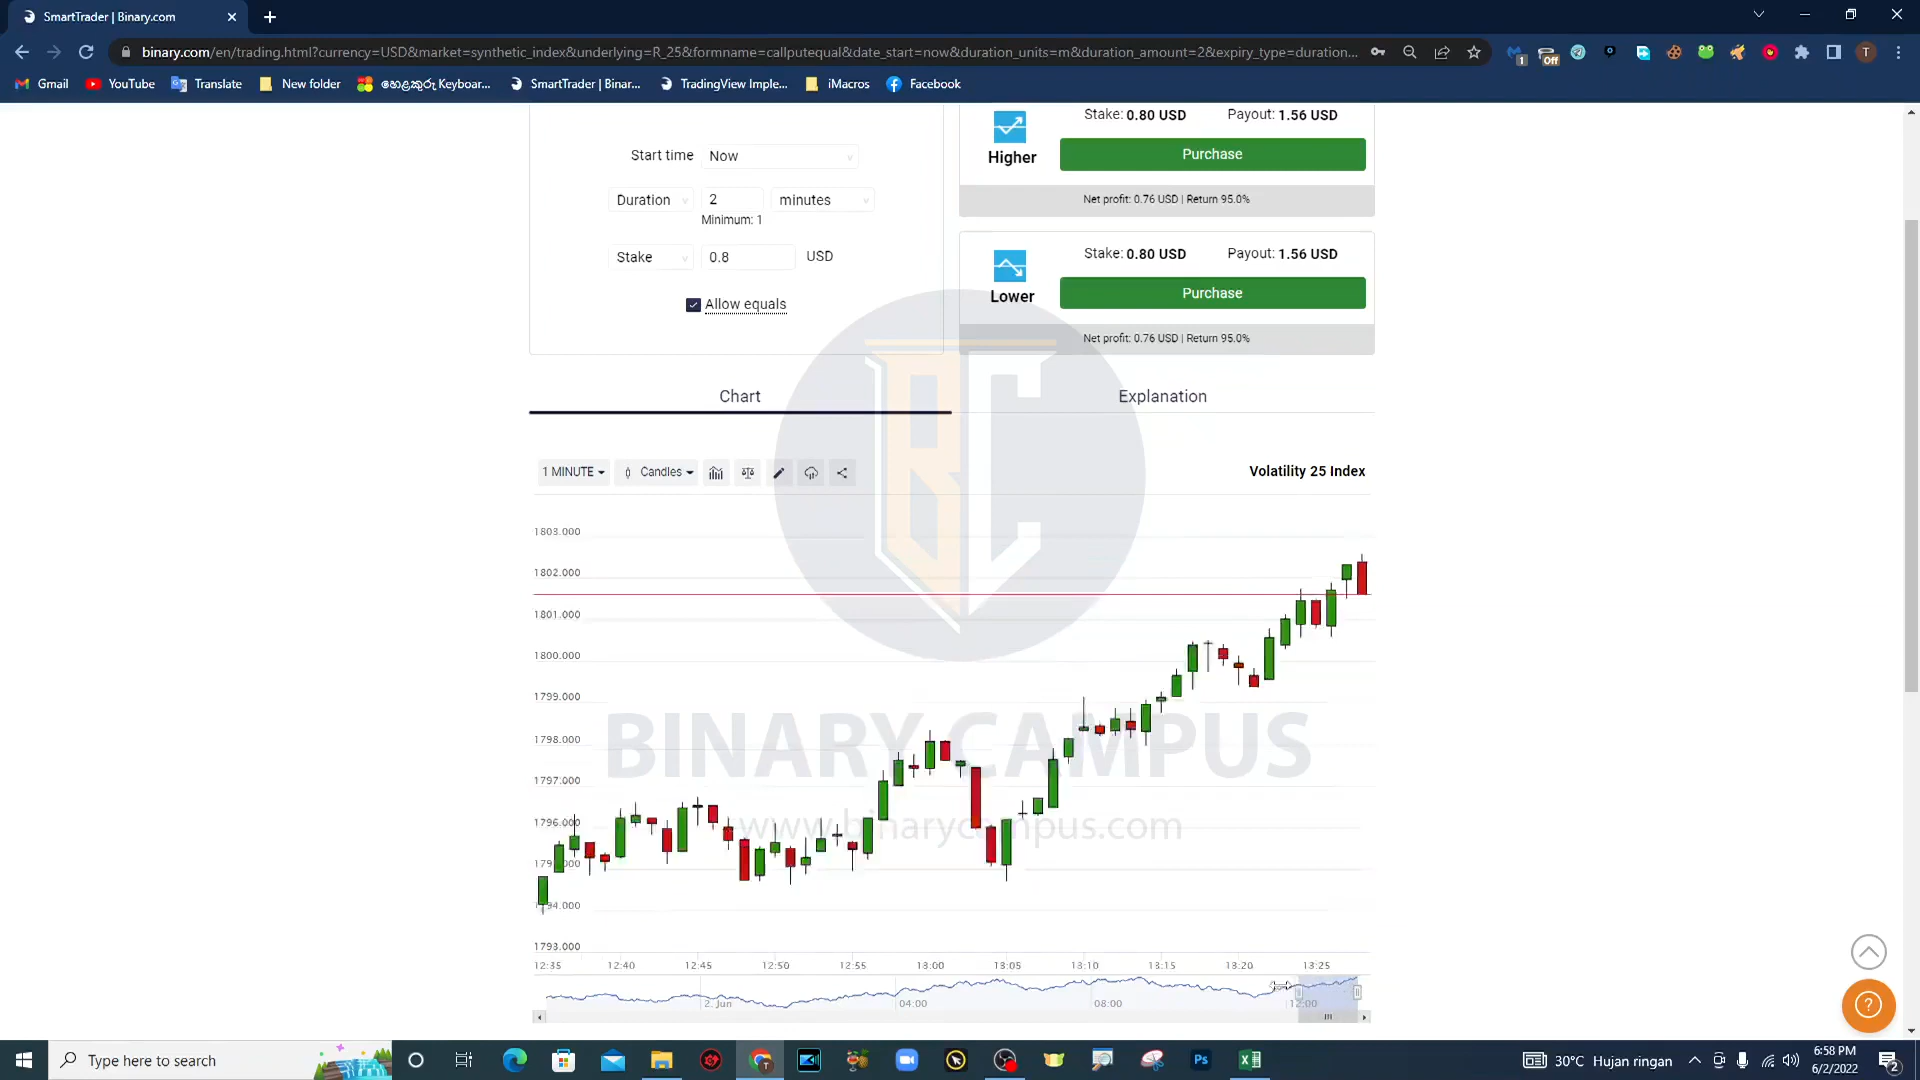 SmartTrader | Binary.com
binary.com/en/trading.html?currency=USD&market=synthetic_index&underlying=R_25&formname=callputequal&date_start=now&duration_units=m&duration_amount=2&expiry_type=duration...
1
Off
T
Gmail
YouTube
Translate
New folder
හෙළකුරු Keyboar...
SmartTrader | Binar...
TradingView Imple...
iMacros
Facebook
Start time Now
Duration 2 minutes
Minimum: 1
Stake 0.8 USD
Allow equals
Stake: 0.80 USD Payout: 1.56 USD
Higher
Purchase
Net profit: 0.76 USD | Return 95.0%
Stake: 0.80 USD Payout: 1.56 USD
Lower
Purchase
Net profit: 0.76 USD | Return 95.0%
Chart
Explanation
1 MINUTE
Candles
Volatility 25 Index
BC
1803.000
1802.000
1801.000
1800.000
1799.000
1798.000
1797.000
1796.000
1793.000
BINARY CAMPUS
www.binarycampus.com
12:35 12:40 12:45 12:50 12:55 13:00 13:05 13:10 13:15 13:20 13:25
2. Jun 04:00 08:00 12:00
Type here to search
T
Ps
30°C Hujan ringan
6:58 PM
6/2/2022
2